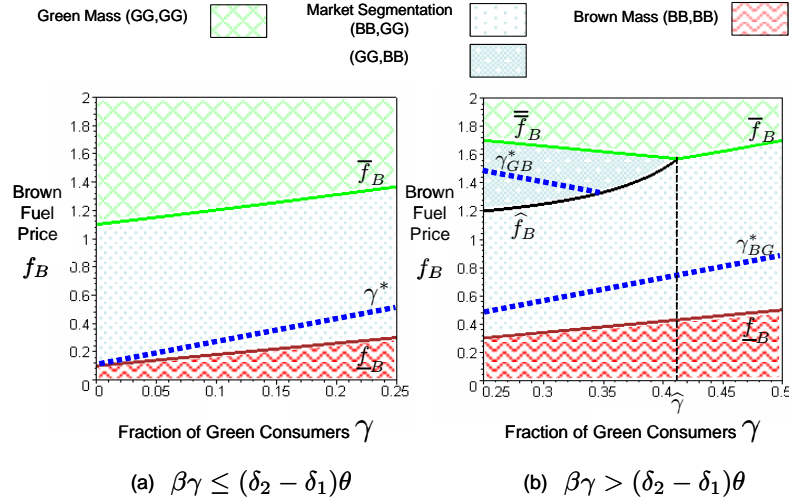 Green Mass (GG,GG)
Market Segmentation
(BB,GG)
(GG,BB)
Brown Mass (BB,BB)
Brown
Fuel
Price
f_B
2
1.8
1.6
1.4
1.2
1
0.8
0.6
0.4
0.2
0
f̅_B
γ*
f̲_B
0 0.05 0.1 0.15 0.2 0.25
Fraction of Green Consumers γ
(a) βγ ≤ (δ₂ − δ₁)θ
Brown
Fuel
Price
f_B
2
1.8
1.6
1.4
1.2
1
0.8
0.6
0.4
0.2
0
f̿_B
f̅_B
γ*_GB
f̂_B
γ*_BG
f̲_B
0.25 0.3 0.35 0.4 0.45 0.5
γ̂
Fraction of Green Consumers γ
(b) βγ > (δ₂ − δ₁)θ